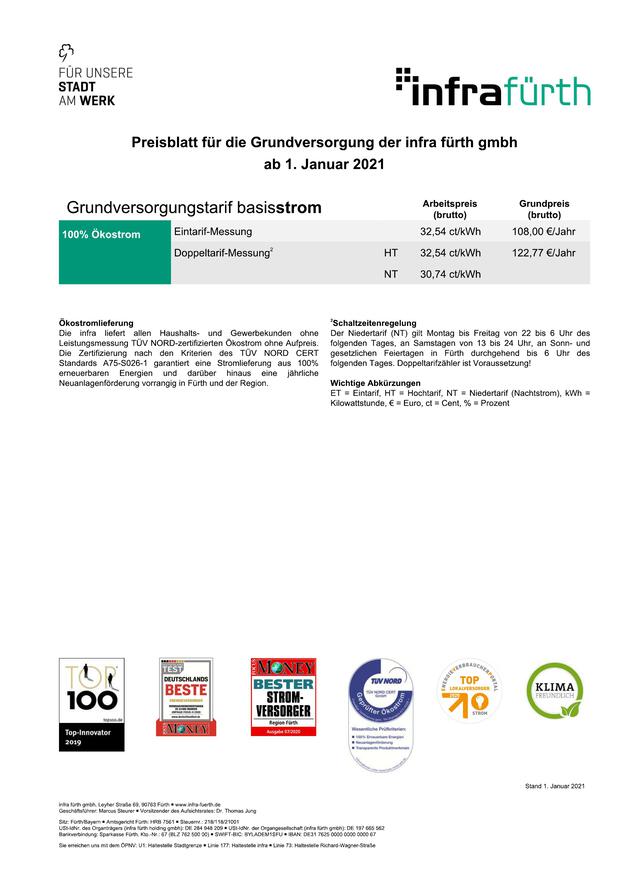 FÜR UNSERE
STADT
AM WERK
infra fürth
Preisblatt für die Grundversorgung der infra fürth gmbh
ab 1. Januar 2021
Grundversorgungstarif basisstrom
Arbeitspreis
(brutto)
Grundpreis
(brutto)
100% Ökostrom
Eintarif-Messung 32,54 ct/kWh 108,00 €/Jahr
Doppeltarif-Messung² HT 32,54 ct/kWh 122,77 €/Jahr
NT 30,74 ct/kWh
Ökostromlieferung
Die infra liefert allen Haushalts- und Gewerbekunden ohne
Leistungsmessung TÜV NORD-zertifizierten Ökostrom ohne Aufpreis.
Die Zertifizierung nach den Kriterien des TÜV NORD CERT
Standards A75-S026-1 garantiert eine Stromlieferung aus 100%
erneuerbaren Energien und darüber hinaus eine jährliche
Neuanlagenförderung vorrangig in Fürth und der Region.
²Schaltzeitenregelung
Der Niedertarif (NT) gilt Montag bis Freitag von 22 bis 6 Uhr des
folgenden Tages, an Samstagen von 13 bis 24 Uhr, an Sonn- und
gesetzlichen Feiertagen in Fürth durchgehend bis 6 Uhr des
folgenden Tages. Doppeltarifzähler ist Voraussetzung!
Wichtige Abkürzungen
ET = Eintarif, HT = Hochtarif, NT = Niedertarif (Nachtstrom), kWh =
Kilowattstunde, € = Euro, ct = Cent, % = Prozent
TOP
100
Top-Innovator
2019
TEST
DEUTSCHLANDS
BESTE
MONEY
MONEY
BESTER
STROM-
VERSORGER
Region Fürth
Ausgabe 07/2020
TÜV NORD
TÜV NORD CERT
GmbH
Geprüfter Ökostrom
Wesentliche Prüfkriterien:
100% Erneuerbare Energien
Neuanlagenförderung
Transparente Produktmerkmale
ENERGIEVERBRAUCHERPORTAL
TOP
LOKALVERSORGER
2020
STROM
KLIMA
FREUNDLICH
Stand 1. Januar 2021
infra fürth gmbh, Leyher Straße 69, 90763 Fürth ■ www.infra-fuerth.de
Geschäftsführer: Marcus Steurer ■ Vorsitzender des Aufsichtsrates: Dr. Thomas Jung
Sitz: Fürth/Bayern ■ Amtsgericht Fürth: HRB 7561 ■ Steuernr.: 218/118/21001
USt-IdNr. des Organträgers (infra fürth holding gmbh): DE 284 948 209 ■ USt-IdNr. der Organgesellschaft (infra fürth gmbh): DE 197 665 562
Bankverbindung: Sparkasse Fürth, Kto.-Nr.: 67 (BLZ 762 500 00) ■ SWIFT-BIC: BYLADEM1SFU ■ IBAN: DE31 7625 0000 0000 0000 67
Sie erreichen uns mit dem ÖPNV: U1: Haltestelle Stadtgrenze ■ Linie 177: Haltestelle infra ■ Linie 73: Haltestelle Richard-Wagner-Straße